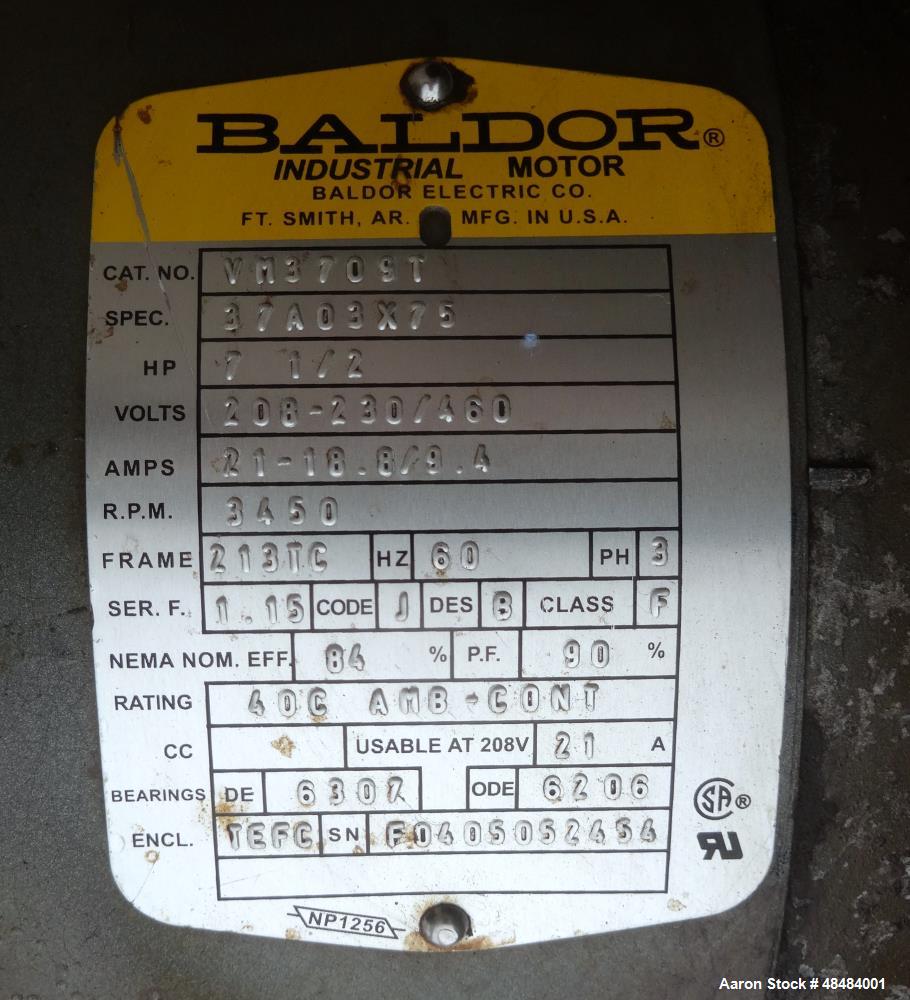 BALDOR®
INDUSTRIAL MOTOR
BALDOR ELECTRIC CO.
FT. SMITH, AR. MFG. IN U.S.A.
CAT. NO. VM3709T
SPEC. 37A03X75
HP 7 1/2
VOLTS 208-230/460
AMPS 21-18.8/9.4
R.P.M. 3450
FRAME 213TC HZ 60 PH 3
SER. F. 1.15 CODE J DES B CLASS F
NEMA NOM. EFF. 84 % P.F. 90 %
RATING 40C AMB-CONT
CC USABLE AT 208V 21 A
BEARINGS DE 6307 ODE 6206
ENCL. TEFC SN F0405052454
SA®
RU
NP1256
Aaron Stock # 48484001